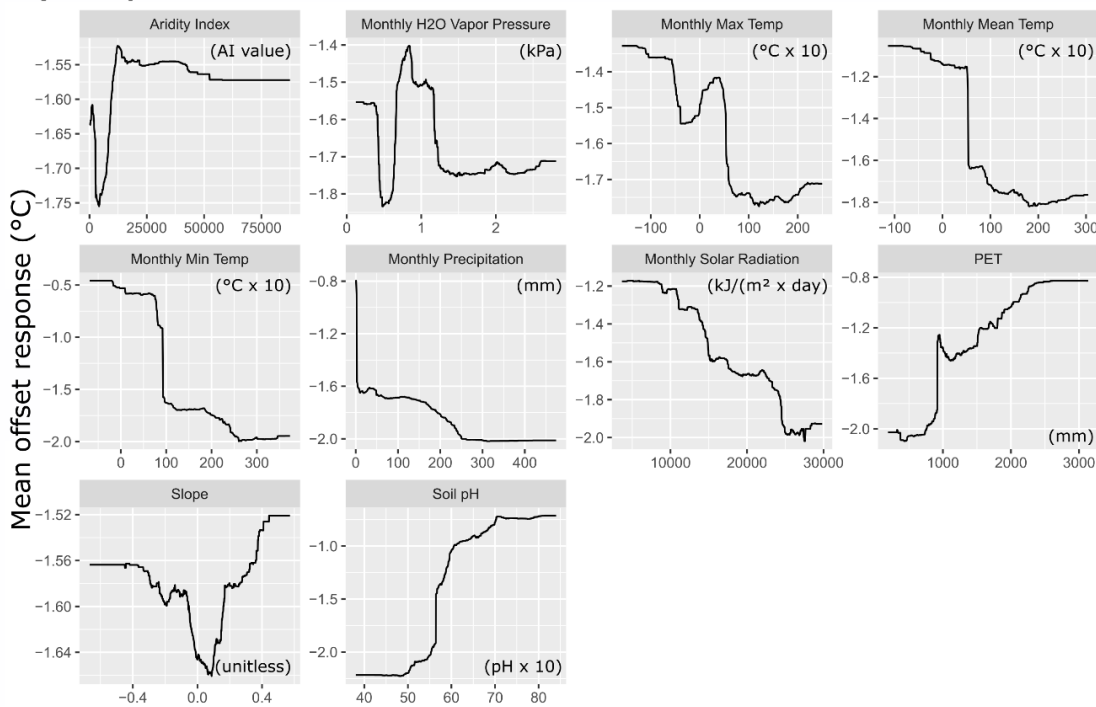 Aridity Index
(AI value)
−1.55
−1.60
−1.65
−1.70
−1.75
0 25000 50000 75000
Monthly H2O Vapor Pressure
(kPa)
−1.4
−1.5
−1.6
−1.7
−1.8
0 1 2
Monthly Max Temp
(°C x 10)
−1.4
−1.5
−1.6
−1.7
−100 0 100 200
Monthly Mean Temp
(°C x 10)
−1.2
−1.4
−1.6
−1.8
−100 0 100 200 300
Mean offset response (°C)
Monthly Min Temp
(°C x 10)
−0.5
−1.0
−1.5
−2.0
0 100 200 300
Monthly Precipitation
(mm)
−0.8
−1.2
−1.6
−2.0
0 100 200 300 400
Monthly Solar Radiation
(kJ/(m² x day)
−1.2
−1.4
−1.6
−1.8
−2.0
10000 20000 30000
PET
−0.8
−1.2
−1.6
−2.0
(mm)
1000 2000 3000
Slope
−1.52
−1.56
−1.60
−1.64
(unitless)
−0.4 0.0 0.4
Soil pH
−1.0
−1.5
−2.0
(pH x 10)
40 50 60 70 80